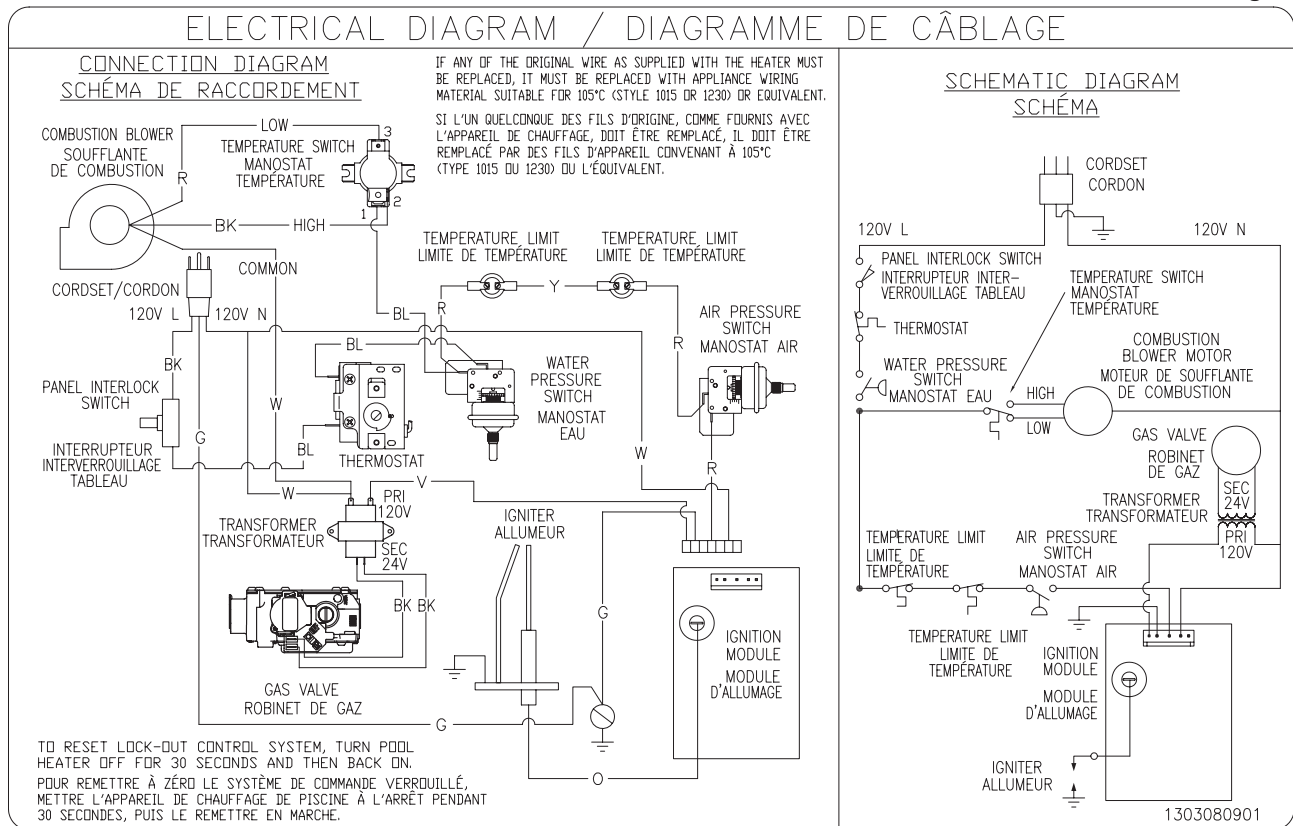 ELECTRICAL DIAGRAM / DIAGRAMME DE CÂBLAGE
CONNECTION DIAGRAM
SCHÉMA DE RACCORDEMENT
IF ANY OF THE ORIGINAL WIRE AS SUPPLIED WITH THE HEATER MUST
BE REPLACED, IT MUST BE REPLACED WITH APPLIANCE WIRING
MATERIAL SUITABLE FOR 105°C (STYLE 1015 OR 1230) OR EQUIVALENT.
SI L'UN QUELCONQUE DES FILS D'ORIGINE, COMME FOURNIS AVEC
L'APPAREIL DE CHAUFFAGE, DOIT ÊTRE REMPLACÉ, IL DOIT ÊTRE
REMPLACÉ PAR DES FILS D'APPAREIL CONVENANT À 105°C
(TYPE 1015 OU 1230) OU L'ÉQUIVALENT.
COMBUSTION BLOWER
SOUFFLANTE
DE COMBUSTION
LOW
R
3
TEMPERATURE SWITCH
MANOSTAT
TEMPÉRATURE
1
2
BK
HIGH
COMMON
CORDSET/CORDON
120V L
120V N
TEMPERATURE LIMIT
LIMITE DE TEMPÉRATURE
TEMPERATURE LIMIT
LIMITE DE TEMPÉRATURE
Y
R
R
BL
BL
AIR PRESSURE
SWITCH
MANOSTAT AIR
BK
PANEL INTERLOCK
SWITCH
INTERRUPTEUR
INTERVERROUILLAGE
TABLEAU
G
W
BL
THERMOSTAT
WATER
PRESSURE
SWITCH
MANOSTAT
EAU
W
R
W
V
PRI
120V
TRANSFORMER
TRANSFORMATEUR
SEC
24V
BK BK
IGNITER
ALLUMEUR
G
IGNITION
MODULE
MODULE
D'ALLUMAGE
GAS VALVE
ROBINET DE GAZ
G
O
TO RESET LOCK-OUT CONTROL SYSTEM, TURN POOL
HEATER OFF FOR 30 SECONDS AND THEN BACK ON.
POUR REMETTRE À ZÉRO LE SYSTÈME DE COMMANDE VERROUILLÉ,
METTRE L'APPAREIL DE CHAUFFAGE DE PISCINE À L'ARRÊT PENDANT
30 SECONDES, PUIS LE REMETTRE EN MARCHE.
SCHEMATIC DIAGRAM
SCHÉMA
CORDSET
CORDON
120V L
120V N
PANEL INTERLOCK SWITCH
INTERRUPTEUR INTER-
VERROUILLAGE TABLEAU
TEMPERATURE SWITCH
MANOSTAT
TEMPÉRATURE
THERMOSTAT
WATER PRESSURE
SWITCH
MANOSTAT EAU
COMBUSTION
BLOWER MOTOR
MOTEUR DE SOUFFLANTE
DE COMBUSTION
HIGH
LOW
GAS VALVE
ROBINET
DE GAZ
SEC
24V
TRANSFORMER
TRANSFORMATEUR
PRI
120V
TEMPERATURE LIMIT
LIMITE DE
TEMPÉRATURE
AIR PRESSURE
SWITCH
MANOSTAT AIR
TEMPERATURE LIMIT
LIMITE DE
TEMPÉRATURE
IGNITION
MODULE
MODULE
D'ALLUMAGE
IGNITER
ALLUMEUR
1303080901